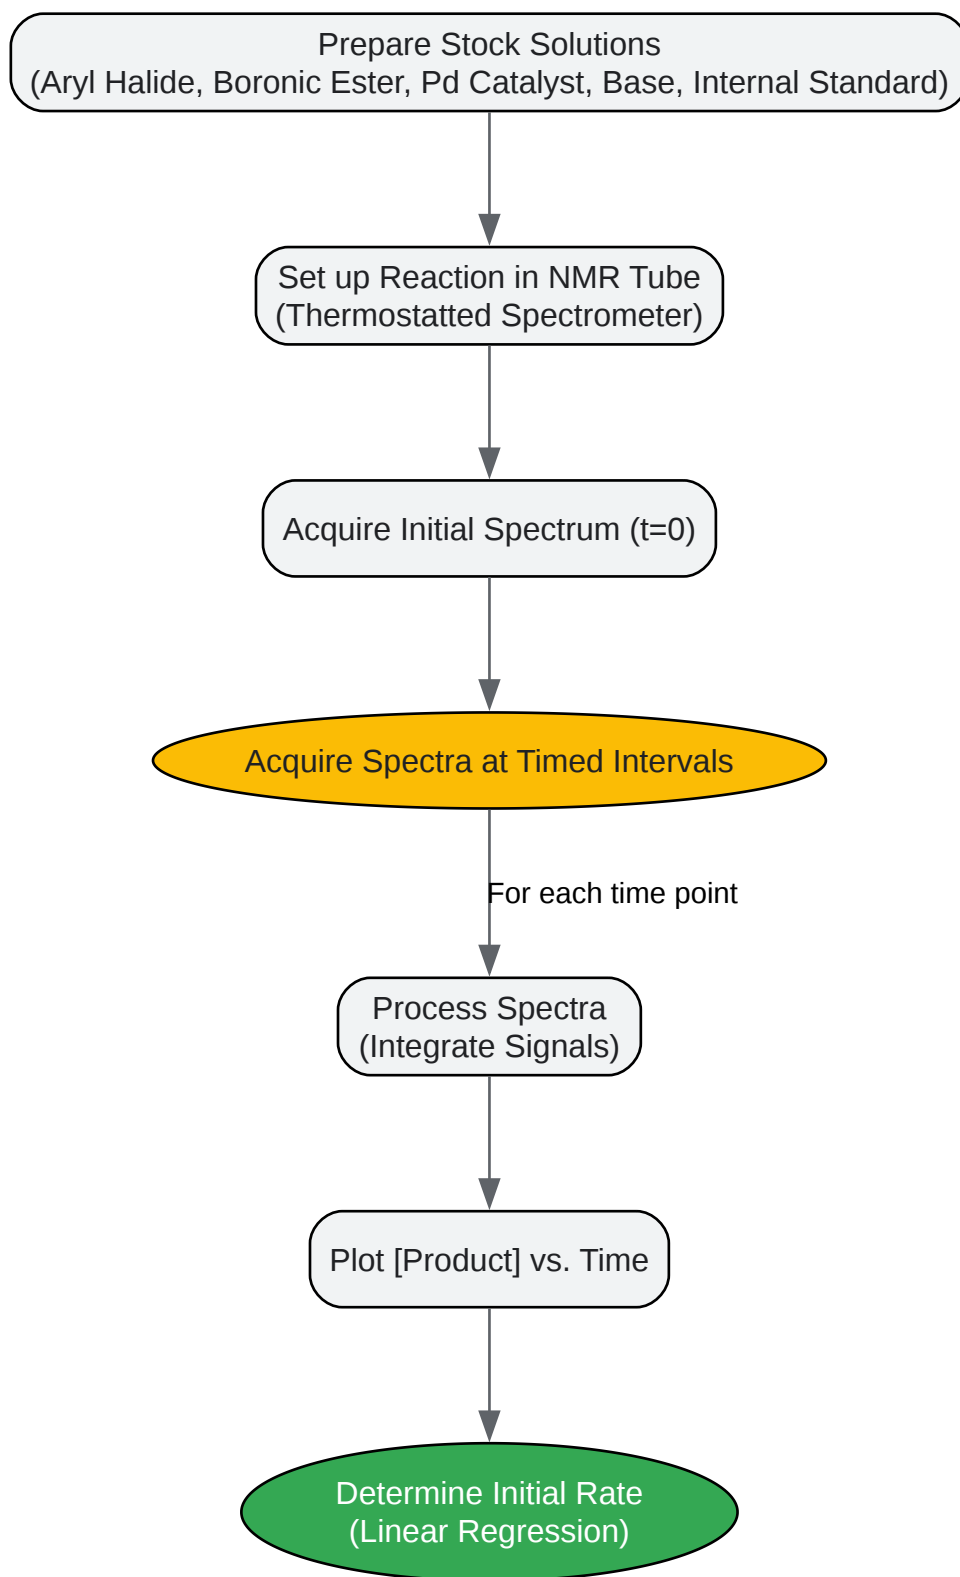 Prepare Stock Solutions
(Aryl Halide, Boronic Ester, Pd Catalyst, Base, Internal Standard)
Set up Reaction in NMR Tube
(Thermostatted Spectrometer)
Acquire Initial Spectrum (t=0)
Acquire Spectra at Timed Intervals
For each time point
Process Spectra
(Integrate Signals)
Plot [Product] vs. Time
Determine Initial Rate
(Linear Regression)